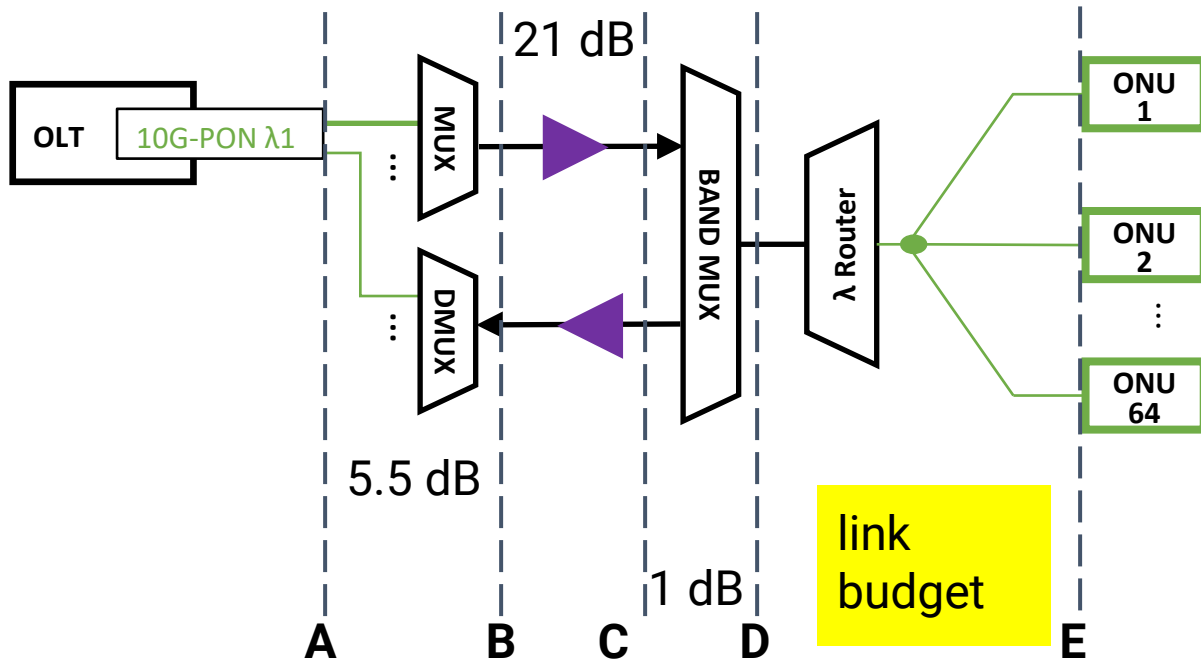 21 dB
OLT
10G-PON λ1
MUX
...
DMUX
...
BAND MUX
λ Router
ONU
1
ONU
2
...
ONU
64
5.5 dB
1 dB
link
budget
A
B
C
D
E